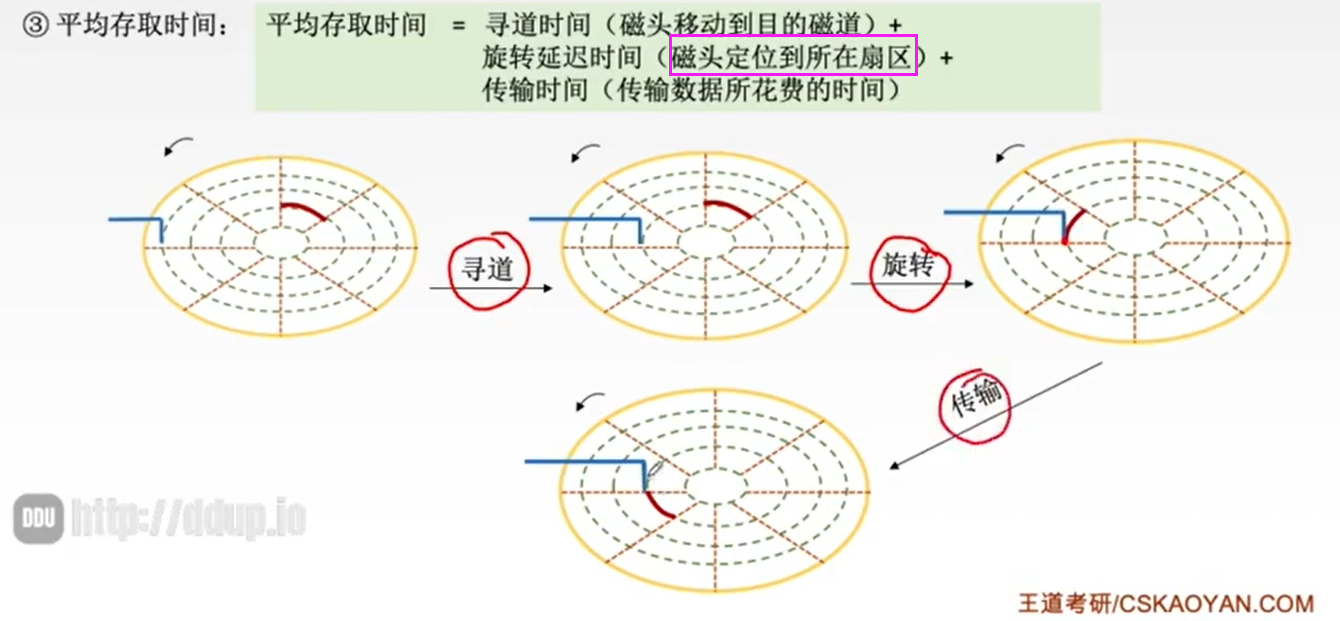 ③ 平均存取时间： 平均存取时间 = 寻道时间（磁头移动到目的磁道）+
旋转延迟时间（磁头定位到所在扇区）+
传输时间（传输数据所花费的时间）
寻道
旋转
传输
DDU http://ddup.io
王道考研/CSKAOYAN.COM